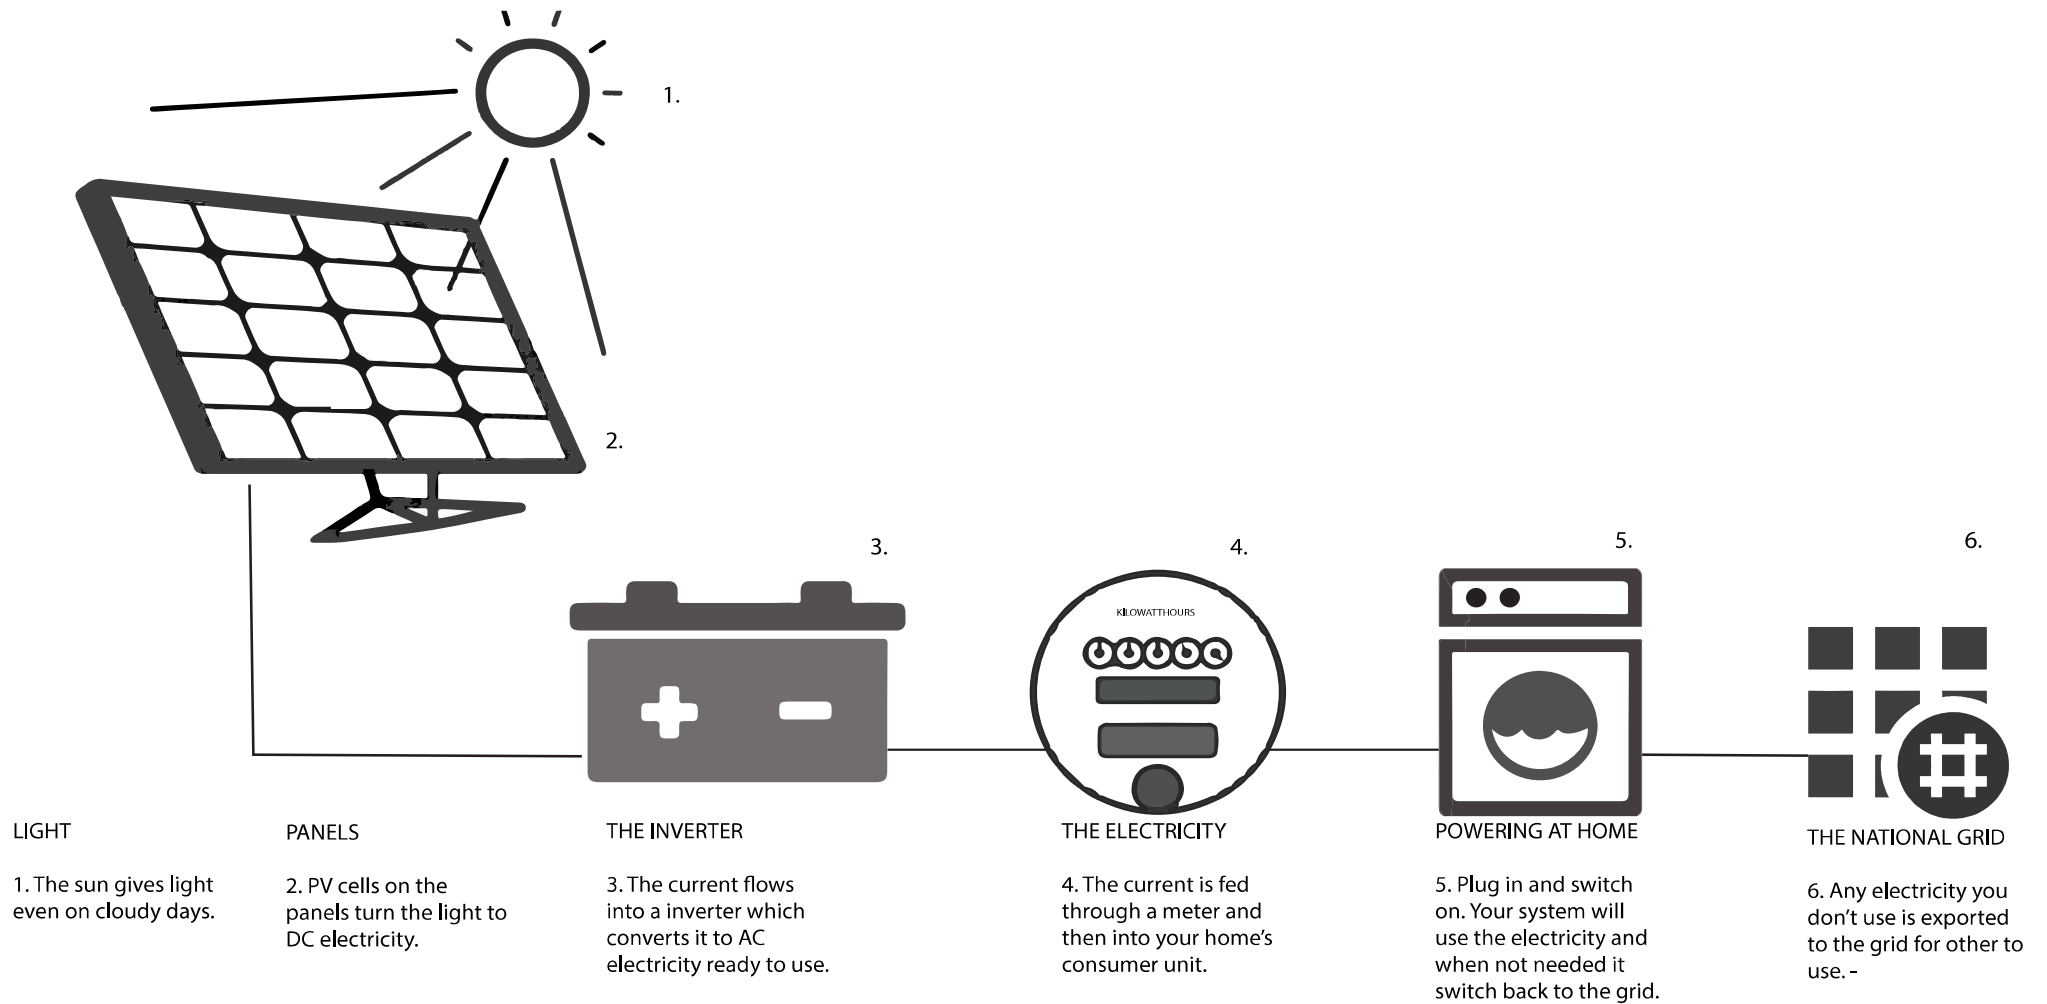 1.
2.
3.
4.
5.
6.
KILOWATTHOURS
LIGHT
1. The sun gives light
even on cloudy days.
PANELS
2. PV cells on the
panels turn the light to
DC electricity.
THE INVERTER
3. The current flows
into a inverter which
converts it to AC
electricity ready to use.
THE ELECTRICITY
4. The current is fed
through a meter and
then into your home's
consumer unit.
POWERING AT HOME
5. Plug in and switch
on. Your system will
use the electricity and
when not needed it
switch back to the grid.
THE NATIONAL GRID
6. Any electricity you
don't use is exported
to the grid for other to
use. -